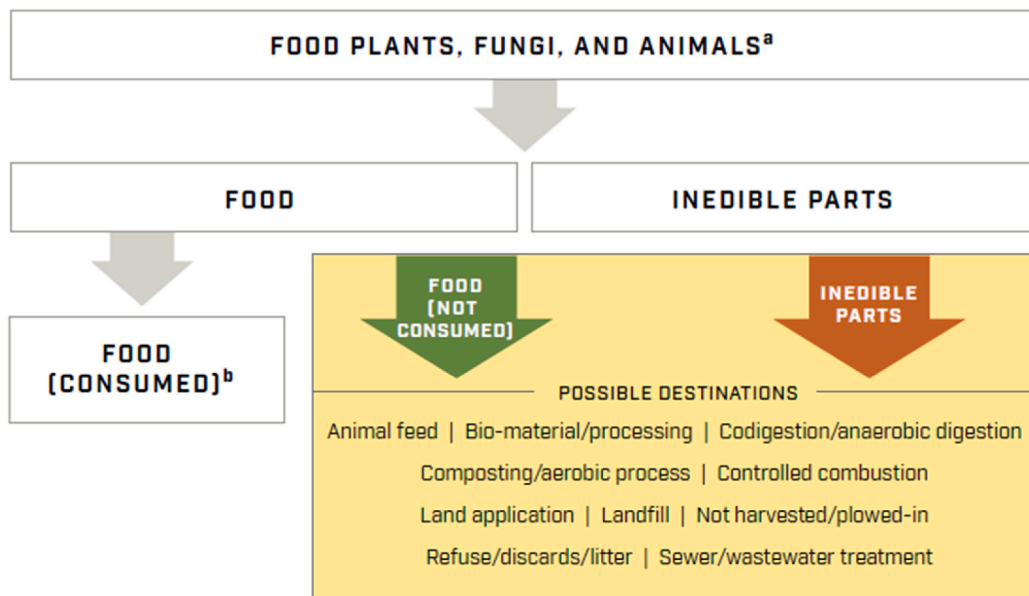 FOOD PLANTS, FUNGI, AND ANIMALSᵃ
FOOD
INEDIBLE PARTS
FOOD
(CONSUMED)ᵇ
FOOD
(NOT
CONSUMED)
INEDIBLE
PARTS
POSSIBLE DESTINATIONS
Animal feed | Bio-material/processing | Codigestion/anaerobic digestion
Composting/aerobic process | Controlled combustion
Land application | Landfill | Not harvested/plowed-in
Refuse/discards/litter | Sewer/wastewater treatment